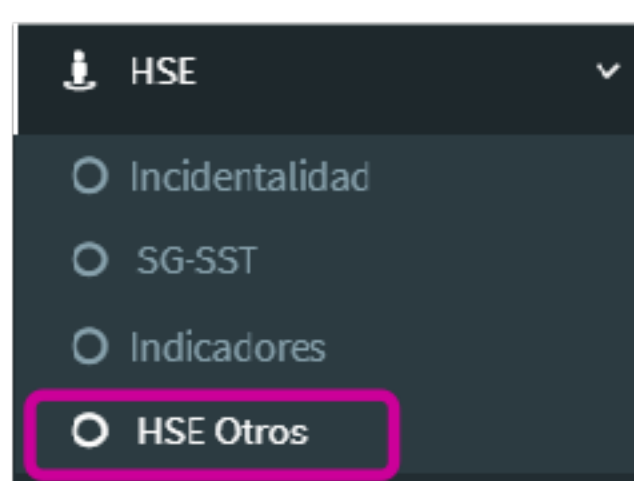 HSE
Incidentalidad
SG-SST
Indicadores
HSE Otros